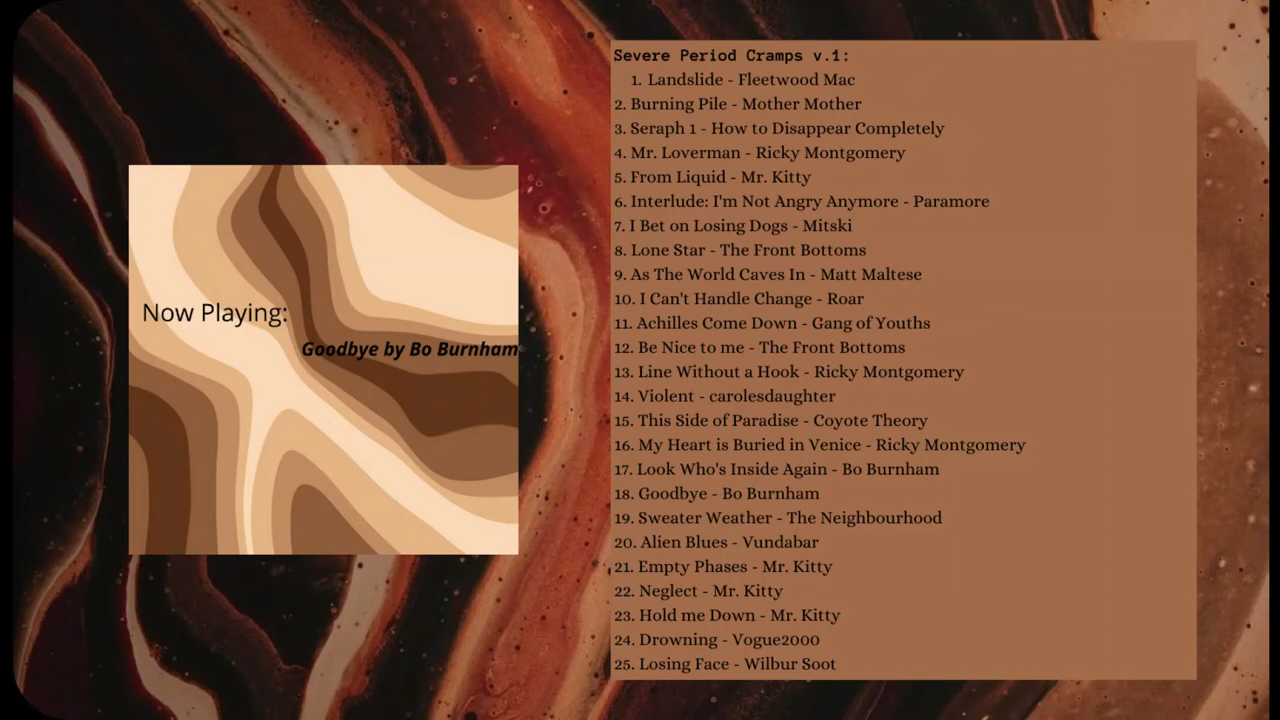 Now Playing:
Goodbye by Bo Burnham
Severe Period Cramps v.1:
1. Landslide - Fleetwood Mac
2. Burning Pile - Mother Mother
3. Seraph 1 - How to Disappear Completely
4. Mr. Loverman - Ricky Montgomery
5. From Liquid - Mr. Kitty
6. Interlude: I'm Not Angry Anymore - Paramore
7. I Bet on Losing Dogs - Mitski
8. Lone Star - The Front Bottoms
9. As The World Caves In - Matt Maltese
10. I Can't Handle Change - Roar
11. Achilles Come Down - Gang of Youths
12. Be Nice to me - The Front Bottoms
13. Line Without a Hook - Ricky Montgomery
14. Violent - carolesdaughter
15. This Side of Paradise - Coyote Theory
16. My Heart is Buried in Venice - Ricky Montgomery
17. Look Who's Inside Again - Bo Burnham
18. Goodbye - Bo Burnham
19. Sweater Weather - The Neighbourhood
20. Alien Blues - Vundabar
21. Empty Phases - Mr. Kitty
22. Neglect - Mr. Kitty
23. Hold me Down - Mr. Kitty
24. Drowning - Vogue2000
25. Losing Face - Wilbur Soot